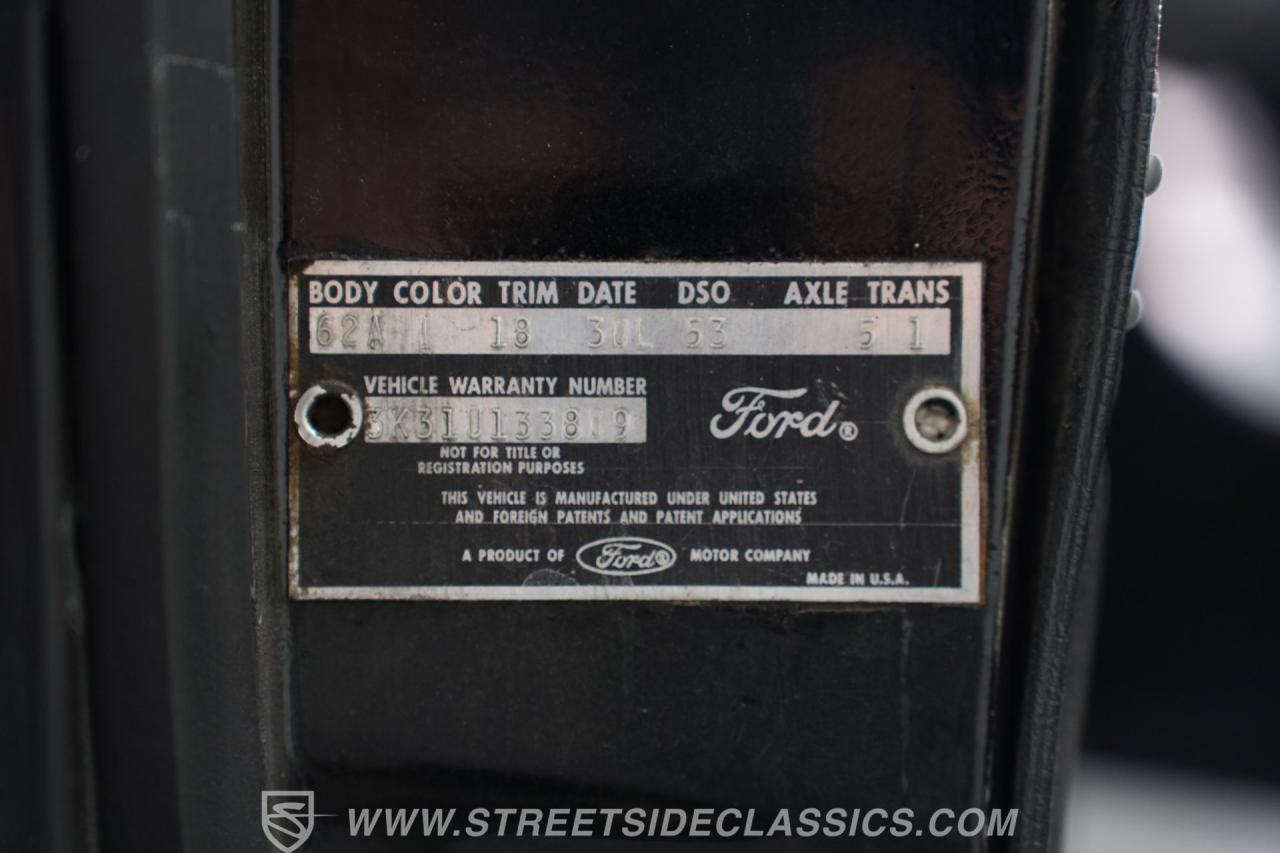 BODY COLOR TRIM DATE DSO AXLE TRANS
62A 1 18 30L 53 5 1
VEHICLE WARRANTY NUMBER
3K31U133819
Ford®
NOT FOR TITLE OR
REGISTRATION PURPOSES
THIS VEHICLE IS MANUFACTURED UNDER UNITED STATES
AND FOREIGN PATENTS AND PATENT APPLICATIONS
A PRODUCT OF Ford® MOTOR COMPANY
MADE IN U.S.A.
WWW.STREETSIDECLASSICS.COM